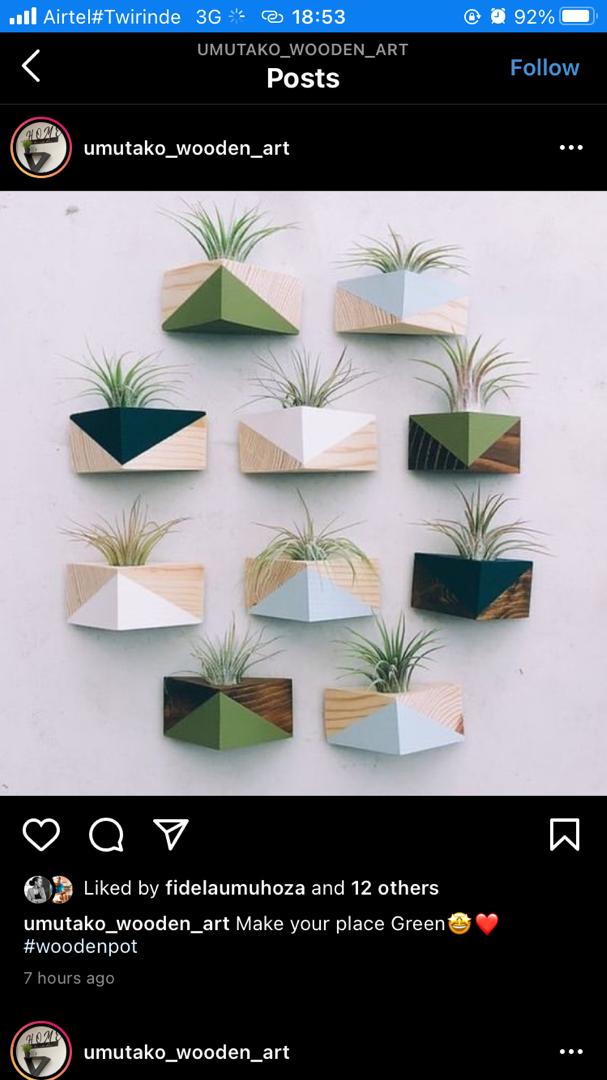 Airtel#Twirinde 3G 18:53 92%
UMUTAKO_WOODEN_ART
Posts
Follow
umutako_wooden_art
Liked by fidelaumuhoza and 12 others
umutako_wooden_art Make your place Green🤩❤️
#woodenpot
7 hours ago
umutako_wooden_art